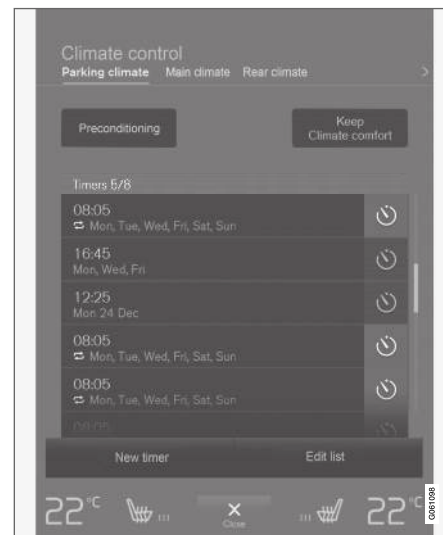 Climate control
Parking climate Main climate Rear climate
Preconditioning
Keep
Climate comfort
Timers 5/8
08:05
Mon, Tue, Wed, Fri, Sat, Sun
16:45
Mon, Wed, Fri
12:25
Mon 24 Dec
08:05
Mon, Tue, Wed, Fri, Sat, Sun
08:05
Mon, Tue, Wed, Fri, Sat, Sun
New timer Edit list
22°C 22°C
Close
G061098